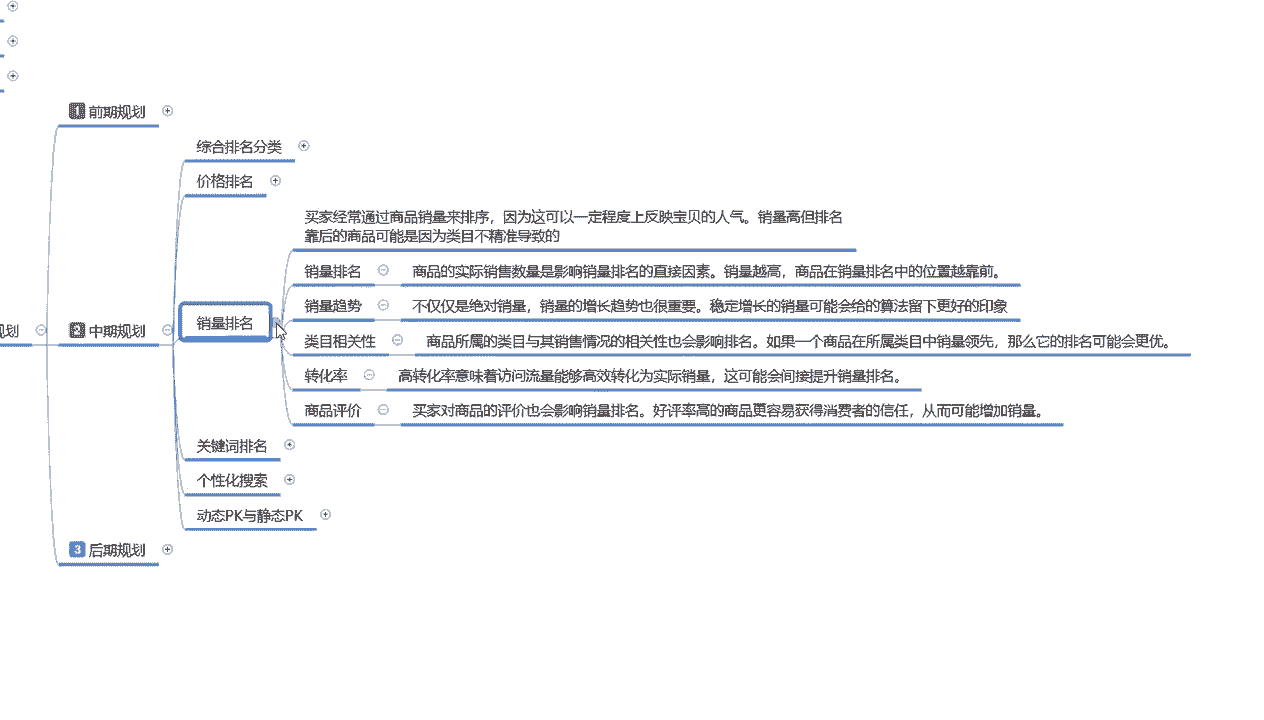 1 前期规划
综合排名分类
价格排名
买家经常通过商品销量来排序，因为这可以一定程度上反映宝贝的人气。销量高但排名
靠后的商品可能是因为类目不精准导致的
销量排名 商品的实际销售数量是影响销量排名的直接因素。销量越高，商品在销量排名中的位置越靠前。
销量趋势 不仅仅是绝对销量，销量的增长趋势也很重要。稳定增长的销量可能会给的算法留下更好的印象
规划 2 中期规划 销量排名
类目相关性 商品所属的类目与其销售情况的相关性也会影响排名。如果一个商品在所属类目中销量领先，那么它的排名可能会更优。
转化率 高转化率意味着访问流量能够高效转化为实际销量，这可能会间接提升销量排名。
商品评价 买家对商品的评价也会影响销量排名。好评率高的商品更容易获得消费者的信任，从而可能增加销量。
关键词排名
个性化搜索
动态PK与静态PK
3 后期规划